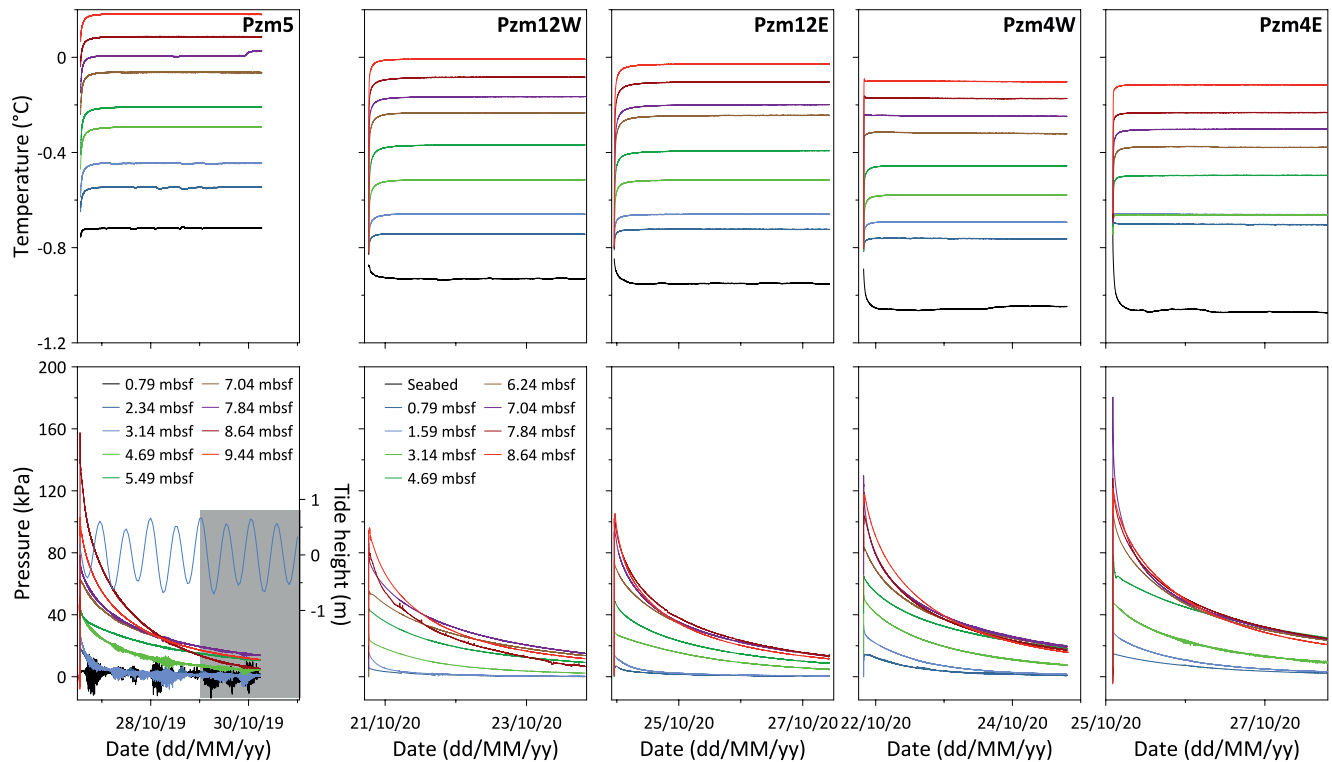 Pzm5
Pzm12W
Pzm12E
Pzm4W
Pzm4E
Temperature (°C)
0
-0.4
-0.8
-1.2
Pressure (kPa)
200
160
120
80
40
0
0.79 mbsf
7.04 mbsf
2.34 mbsf
7.84 mbsf
3.14 mbsf
8.64 mbsf
4.69 mbsf
9.44 mbsf
5.49 mbsf
Tide height (m)
1
0
-1
Seabed
6.24 mbsf
0.79 mbsf
7.04 mbsf
1.59 mbsf
7.84 mbsf
3.14 mbsf
8.64 mbsf
4.69 mbsf
28/10/19
30/10/19
21/10/20
23/10/20
25/10/20
27/10/20
22/10/20
24/10/20
25/10/20
27/10/20
Date (dd/MM/yy)
Date (dd/MM/yy)
Date (dd/MM/yy)
Date (dd/MM/yy)
Date (dd/MM/yy)